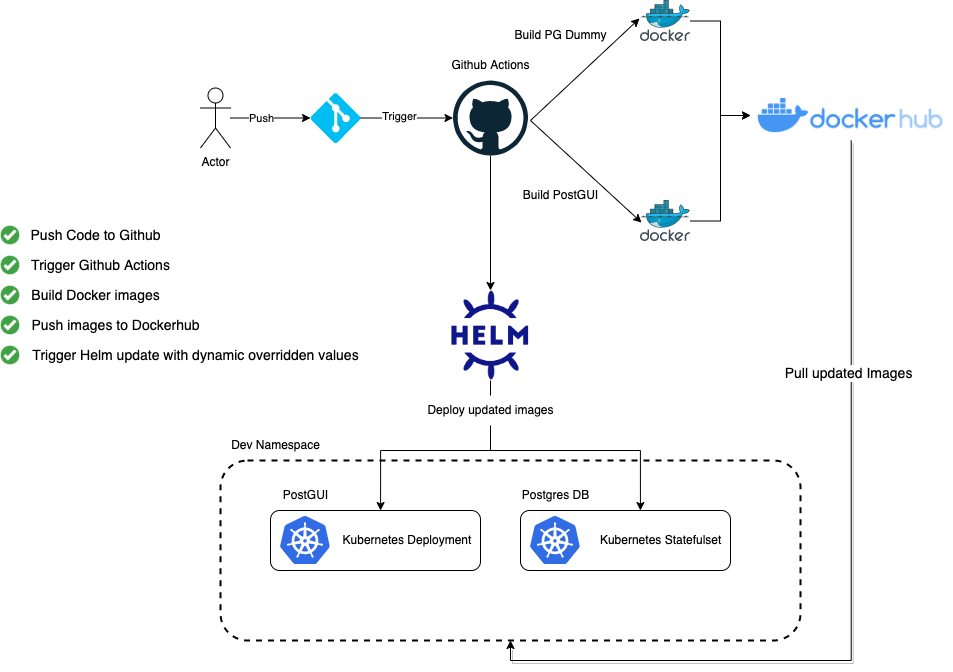 Build PG Dummy
docker
Github Actions
Push
Trigger
docker hub
Actor
Build PostGUI
docker
Push Code to Github
Trigger Github Actions
Build Docker images
Push images to Dockerhub
Trigger Helm update with dynamic overridden values
HELM
Pull updated Images
Deploy updated images
Dev Namespace
PostGUI
Postgres DB
Kubernetes Deployment
Kubernetes Statefulset